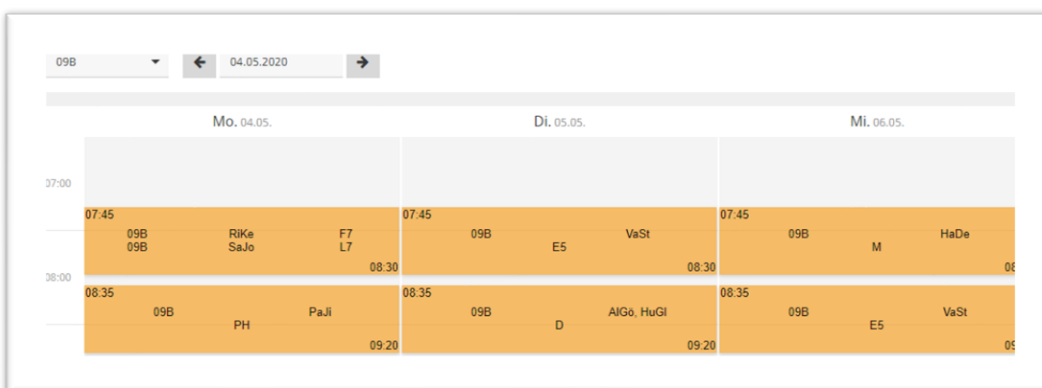 09B 04.05.2020
Mo. 04.05. Di. 05.05. Mi. 06.05.
07:00
07:45 07:45 07:45
09B RiKe F7 09B VaSt 09B HaDe
09B SaJo L7 E5 M
08:30 08:30 08
08:00
08:35 08:35 08:35
09B PaJi 09B AlGö, HuGl 09B VaSt
PH D E5
09:20 09:20 09